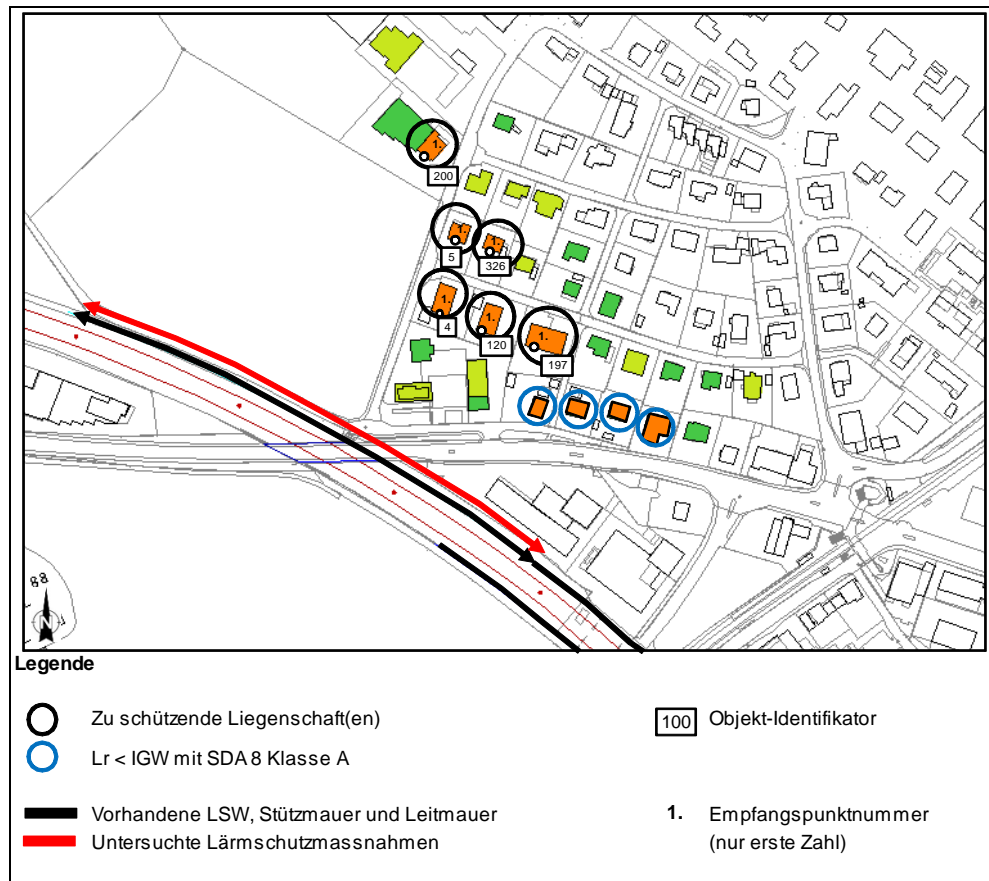 1.
200
1.
5
1.
326
1.
4
1.
120
1.
197
88
N
Legende
Zu schützende Liegenschaft(en)
100 Objekt-Identifikator
Lr < IGW mit SDA 8 Klasse A
Vorhandene LSW, Stützmauer und Leitmauer
1. Empfangspunktnummer
Untersuchte Lärmschutzmassnahmen
(nur erste Zahl)